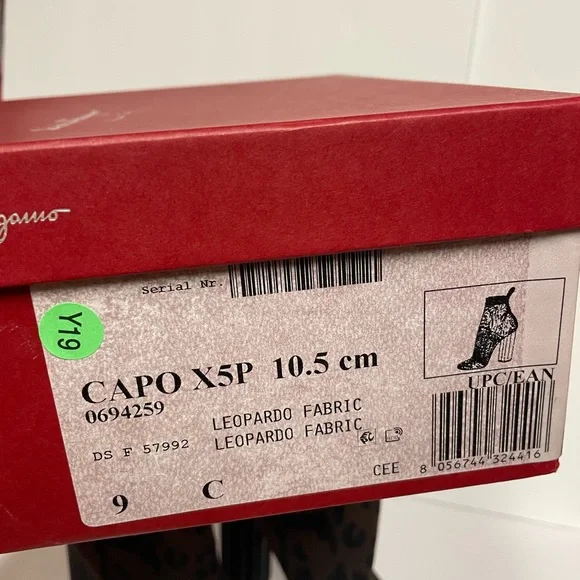 Serial Nr.
Y19
CAPO X5P 10.5 cm
0694259
UPC/EAN
LEOPARDO FABRIC
DS F 57992 LEOPARDO FABRIC
CEE 8 056744 324416
9 C